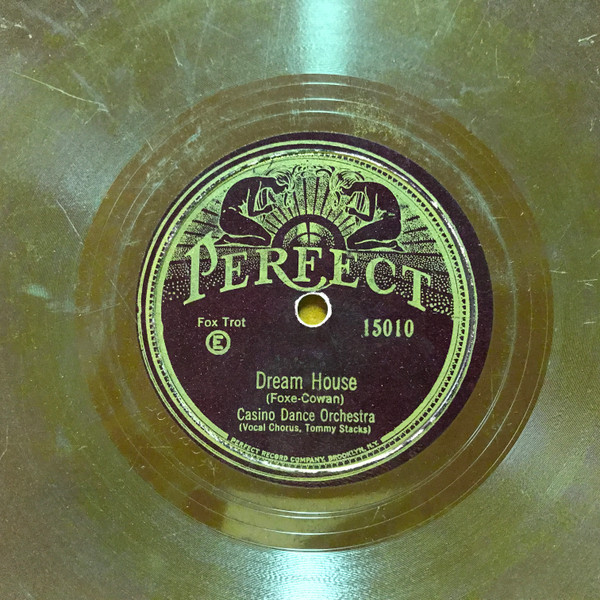 PERFECT
Fox Trot
E
15010
Dream House
(Foxe-Cowan)
Casino Dance Orchestra
(Vocal Chorus, Tommy Stacks)
PERFECT RECORD COMPANY, BROOKLYN, N.Y.